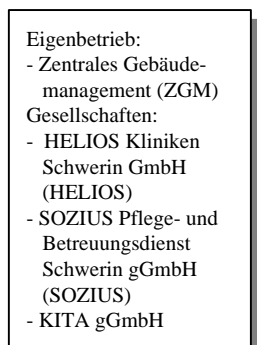 Eigenbetrieb:
- Zentrales Gebäude-
management (ZGM)
Gesellschaften:
- HELIOS Kliniken
Schwerin GmbH
(HELIOS)
- SOZIUS Pflege- und
Betreuungsdienst
Schwerin gGmbH
(SOZIUS)
- KITA gGmbH